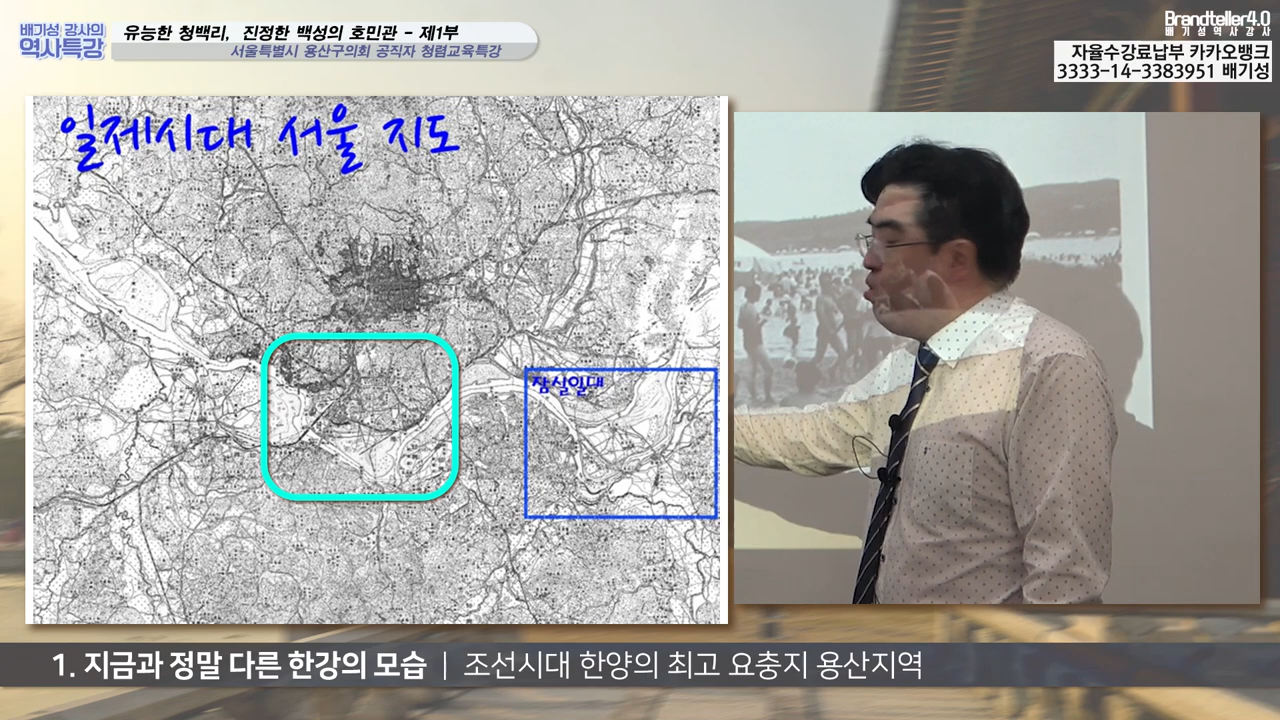 배기성 강사의
역사특강
유능한 청백리, 진정한 백성의 호민관 - 제1부
서울특별시 용산구의회 공직자 청렴교육특강
Brandteller4.0
배기성역사강사
자율수강료납부 카카오뱅크
3333-14-3383951 배기성
일제시대 서울 지도
잠실일대
1. 지금과 정말 다른 한강의 모습 | 조선시대 한양의 최고 요충지 용산지역